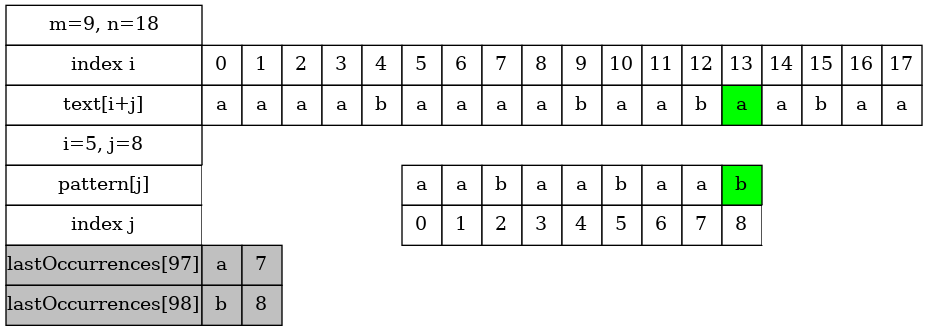 m=9, n=18
index i 0 1 2 3 4 5 6 7 8 9 10 11 12 13 14 15 16 17
text[i+j] a a a a b a a a a b a a b a a b a a
i=5, j=8
pattern[j] a a b a a b a a b
index j 0 1 2 3 4 5 6 7 8
lastOccurrences[97] a 7
lastOccurrences[98] b 8